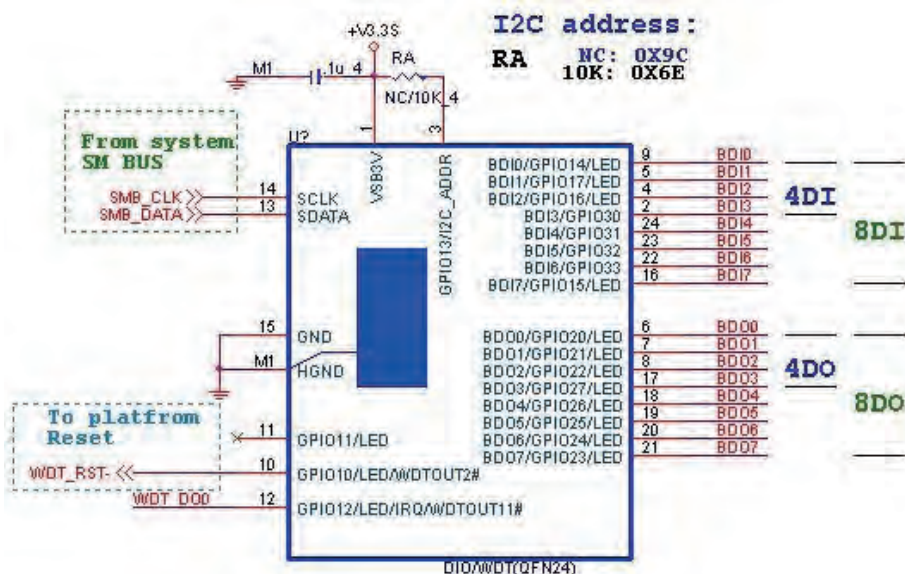 I2C address:
RA NC: 0X9C
10K: 0X6E
+V3.3S
M1 .1u_4 RA
NC/10K_4
From system
SM BUS
SMB_CLK
SMB_DATA
U?
1
3
14
13
SCLK
SDATA
VSB3V
GPIO13/I2C_ADDR
BDI0/GPIO14/LED 9 BDI0
BDI1/GPIO17/LED 5 BDI1
BDI2/GPIO16/LED 4 BDI2
BDI3/GPIO30 2 BDI3
BDI4/GPIO31 24 BDI4
BDI5/GPIO32 23 BDI5
BDI6/GPIO33 22 BDI6
BDI7/GPIO15/LED 16 BDI7
4DI
8DI
15 GND
M1 HGND
BDO0/GPIO20/LED 6 BDO0
BDO1/GPIO21/LED 7 BDO1
BDO2/GPIO22/LED 8 BDO2
BDO3/GPIO27/LED 17 BDO3
BDO4/GPIO26/LED 18 BDO4
BDO5/GPIO25/LED 19 BDO5
BDO6/GPIO24/LED 20 BDO6
BDO7/GPIO23/LED 21 BDO7
4DO
8DO
To platfrom
Reset
11 GPIO11/LED
WDT_RST- 10 GPIO10/LED/WDTOUT2#
WDT_DO0 12 GPIO12/LED/IRQ/WDTOUT11#
DIO/WDT(QFN24)